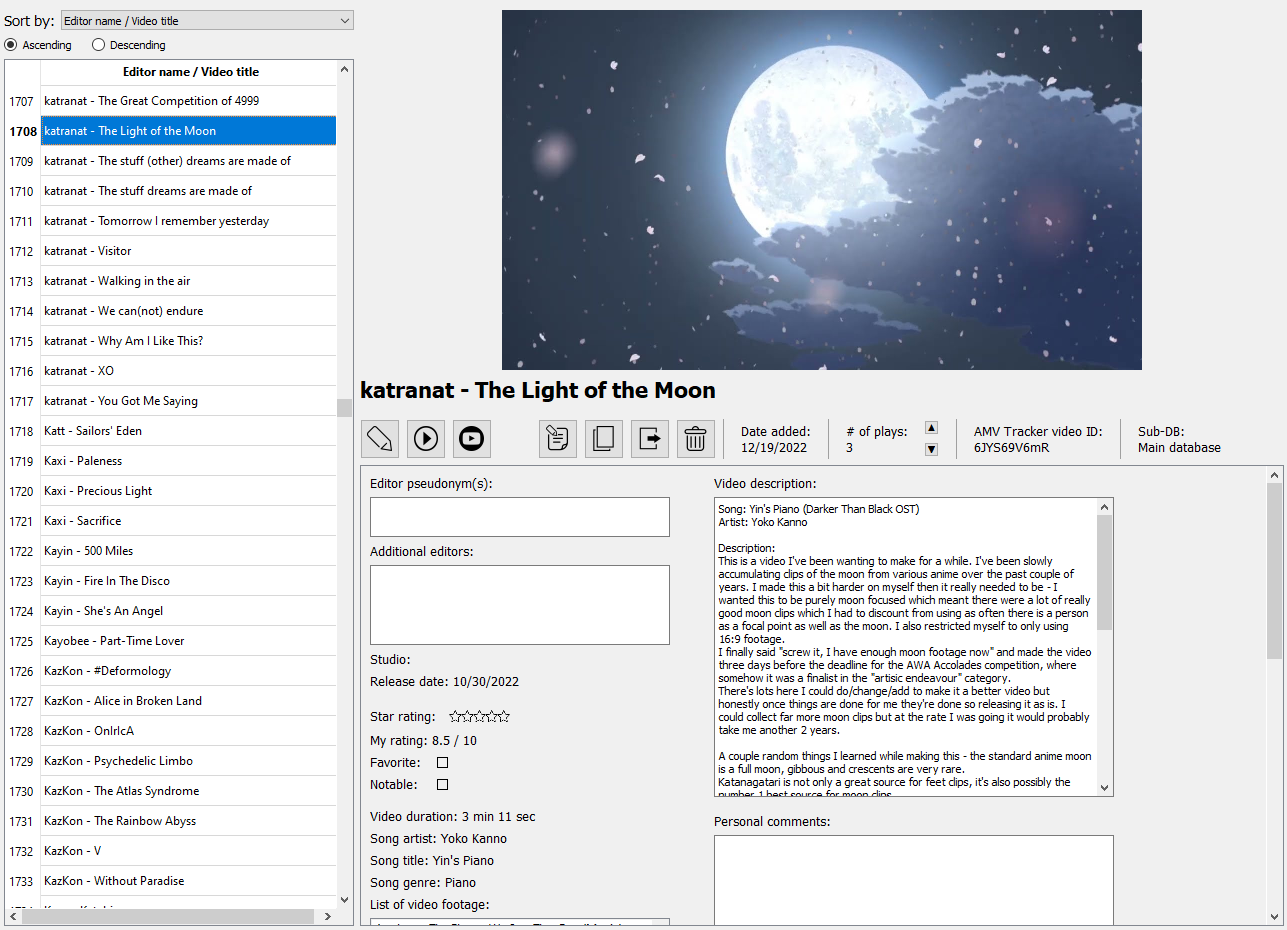 Sort by: Editor name / Video title
Ascending Descending
Editor name / Video title
1707 katranat - The Great Competition of 4999
1708 katranat - The Light of the Moon
1709 katranat - The stuff (other) dreams are made of
1710 katranat - The stuff dreams are made of
1711 katranat - Tomorrow I remember yesterday
1712 katranat - Visitor
1713 katranat - Walking in the air
1714 katranat - We can(not) endure
1715 katranat - Why Am I Like This?
1716 katranat - XO
1717 katranat - You Got Me Saying
1718 Katt - Sailors' Eden
1719 Kaxi - Paleness
1720 Kaxi - Precious Light
1721 Kaxi - Sacrifice
1722 Kayin - 500 Miles
1723 Kayin - Fire In The Disco
1724 Kayin - She's An Angel
1725 Kayobee - Part-Time Lover
1726 KazKon - #Deformology
1727 KazKon - Alice in Broken Land
1728 KazKon - OnIrIcA
1729 KazKon - Psychedelic Limbo
1730 KazKon - The Atlas Syndrome
1731 KazKon - The Rainbow Abyss
1732 KazKon - V
1733 KazKon - Without Paradise
katranat - The Light of the Moon
Date added:
12/19/2022
# of plays:
3
AMV Tracker video ID:
6JYS69V6mR
Sub-DB:
Main database
Editor pseudonym(s):
Additional editors:
Studio:
Release date: 10/30/2022
Star rating:
My rating: 8.5 / 10
Favorite:
Notable:
Video duration: 3 min 11 sec
Song artist: Yoko Kanno
Song title: Yin's Piano
Song genre: Piano
List of video footage:
Video description:
Song: Yin's Piano (Darker Than Black OST)
Artist: Yoko Kanno
Description:
This is a video I've been wanting to make for a while. I've been slowly
accumulating clips of the moon from various anime over the past couple of
years. I made this a bit harder on myself then it really needed to be - I
wanted this to be purely moon focused which meant there were a lot of really
good moon clips which I had to discount from using as often there is a person
as a focal point as well as the moon. I also restricted myself to only using
16:9 footage.
I finally said "screw it, I have enough moon footage now" and made the video
three days before the deadline for the AWA Accolades competition, where
somehow it was a finalist in the "artisic endeavour" category.
There's lots here I could do/change/add to make it a better video but
honestly once things are done for me they're done so releasing it as is. I
could collect far more moon clips but at the rate I was going it would probably
take me another 2 years.
A couple random things I learned while making this - the standard anime moon
is a full moon, gibbous and crescents are very rare.
Katanagatari is not only a great source for feet clips, it's also possibly the
number 1 best source for moon clips
Personal comments: